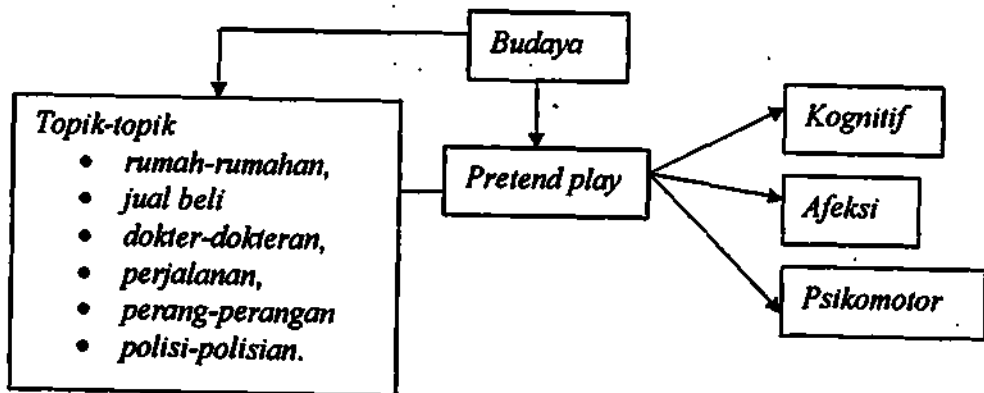 Budaya
Topik-topik
• rumah-rumahan,
• jual beli
• dokter-dokteran,
• perjalanan,
• perang-perangan
• polisi-polisian.
Pretend play
Kognitif
Afeksi
Psikomotor